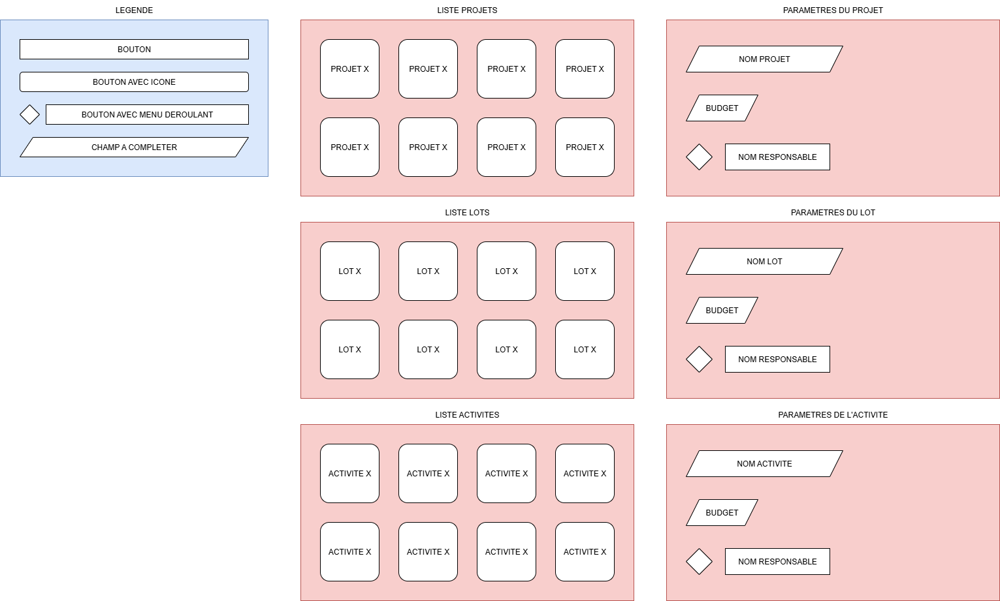 LEGENDE
BOUTON
BOUTON AVEC ICONE
BOUTON AVEC MENU DEROULANT
CHAMP A COMPLETER
LISTE PROJETS
PROJET X PROJET X PROJET X PROJET X
PROJET X PROJET X PROJET X PROJET X
PARAMETRES DU PROJET
NOM PROJET
BUDGET
NOM RESPONSABLE
LISTE LOTS
LOT X LOT X LOT X LOT X
LOT X LOT X LOT X LOT X
PARAMETRES DU LOT
NOM LOT
BUDGET
NOM RESPONSABLE
LISTE ACTIVITES
ACTIVITE X ACTIVITE X ACTIVITE X ACTIVITE X
ACTIVITE X ACTIVITE X ACTIVITE X ACTIVITE X
PARAMETRES DE L'ACTIVITE
NOM ACTIVITE
BUDGET
NOM RESPONSABLE